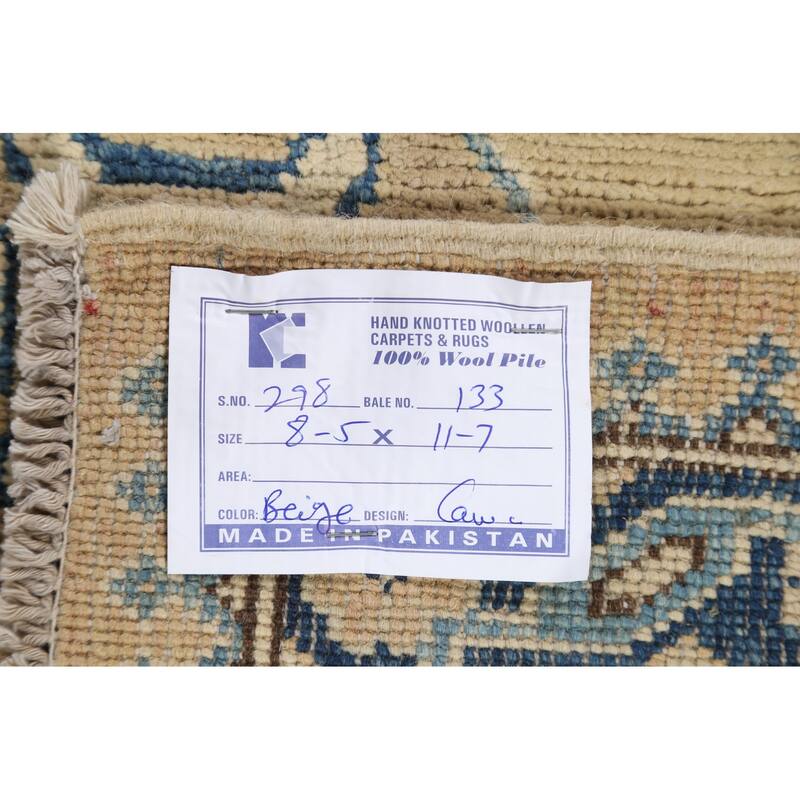 HAND KNOTTED WOOLLEN
CARPETS & RUGS
100% Wool Pile
S.NO. 298 BALE NO. 133
SIZE 8-5 x 11-7
AREA:
COLOR: Beige DESIGN:
MADE IN PAKISTAN